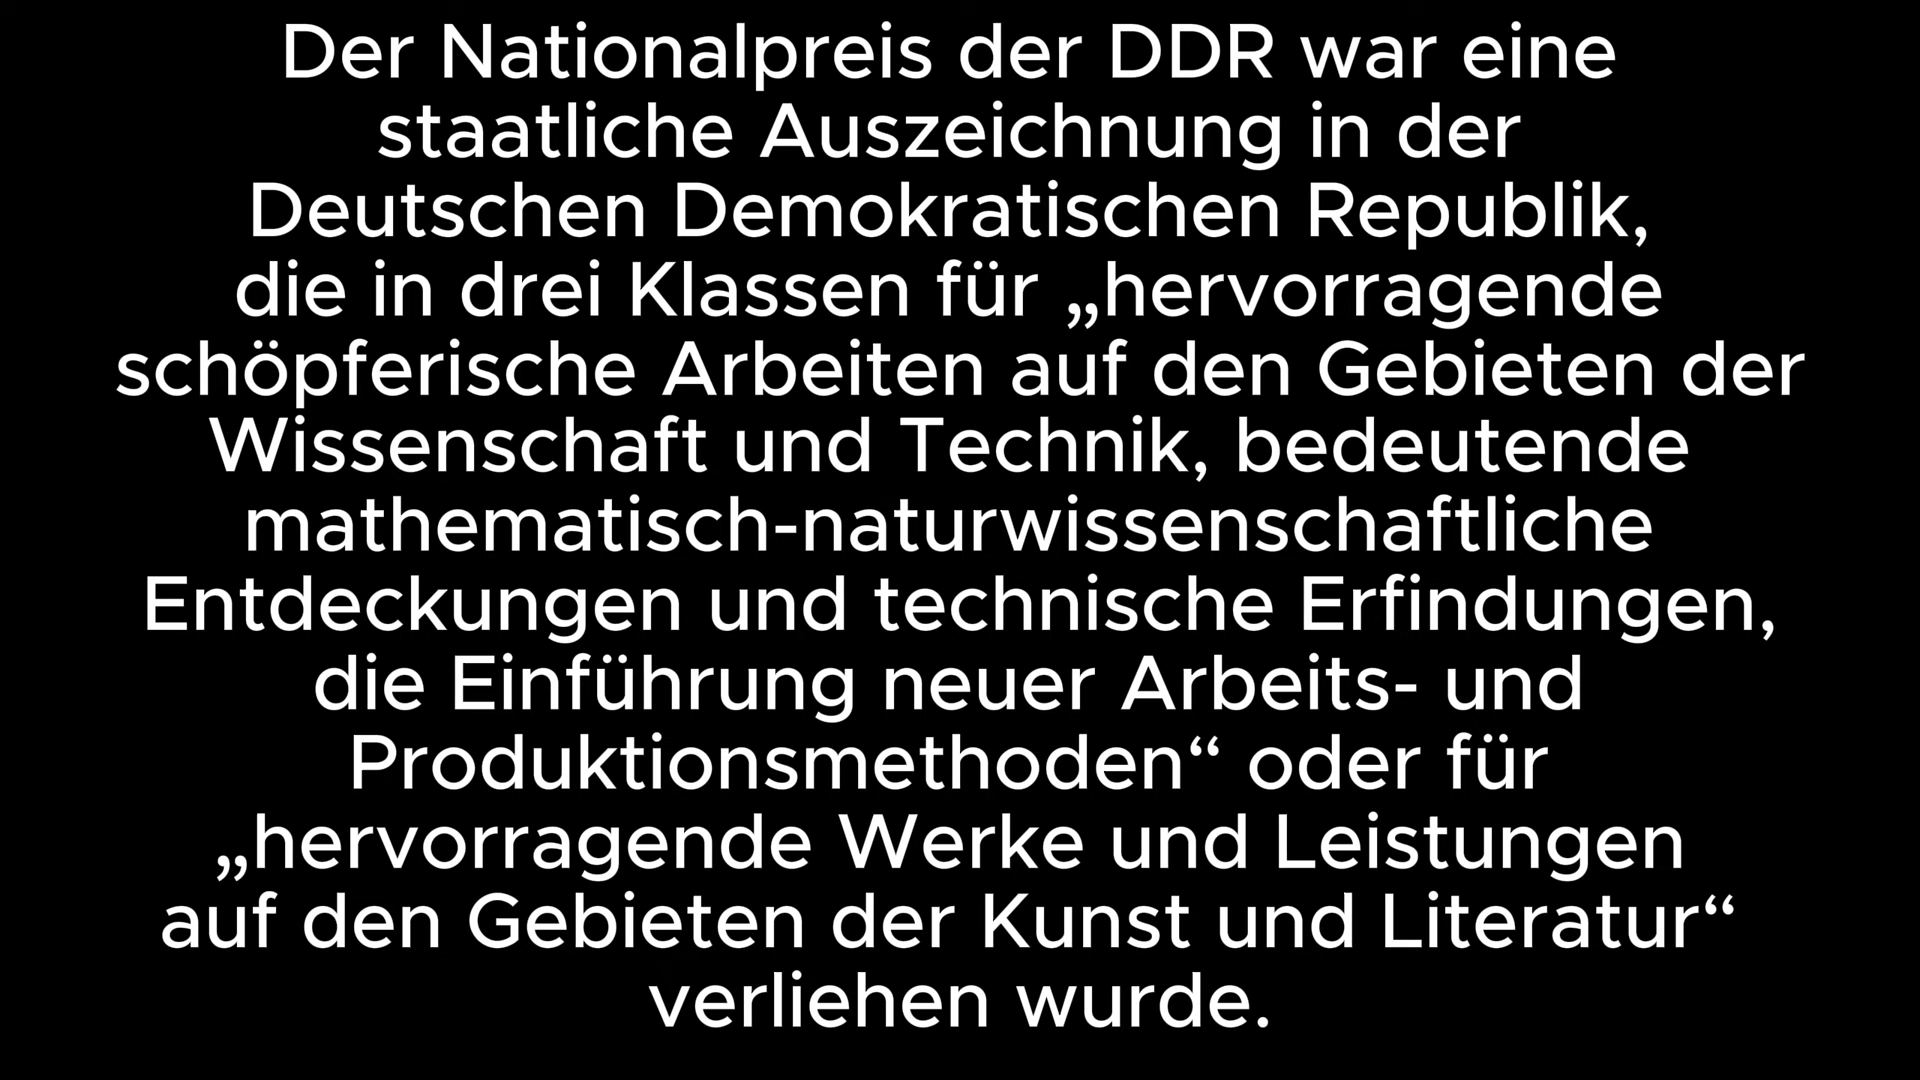 Der Nationalpreis der DDR war eine
staatliche Auszeichnung in der
Deutschen Demokratischen Republik,
die in drei Klassen für „hervorragende
schöpferische Arbeiten auf den Gebieten der
Wissenschaft und Technik, bedeutende
mathematisch-naturwissenschaftliche
Entdeckungen und technische Erfindungen,
die Einführung neuer Arbeits- und
Produktionsmethoden“ oder für
„hervorragende Werke und Leistungen
auf den Gebieten der Kunst und Literatur“
verliehen wurde.